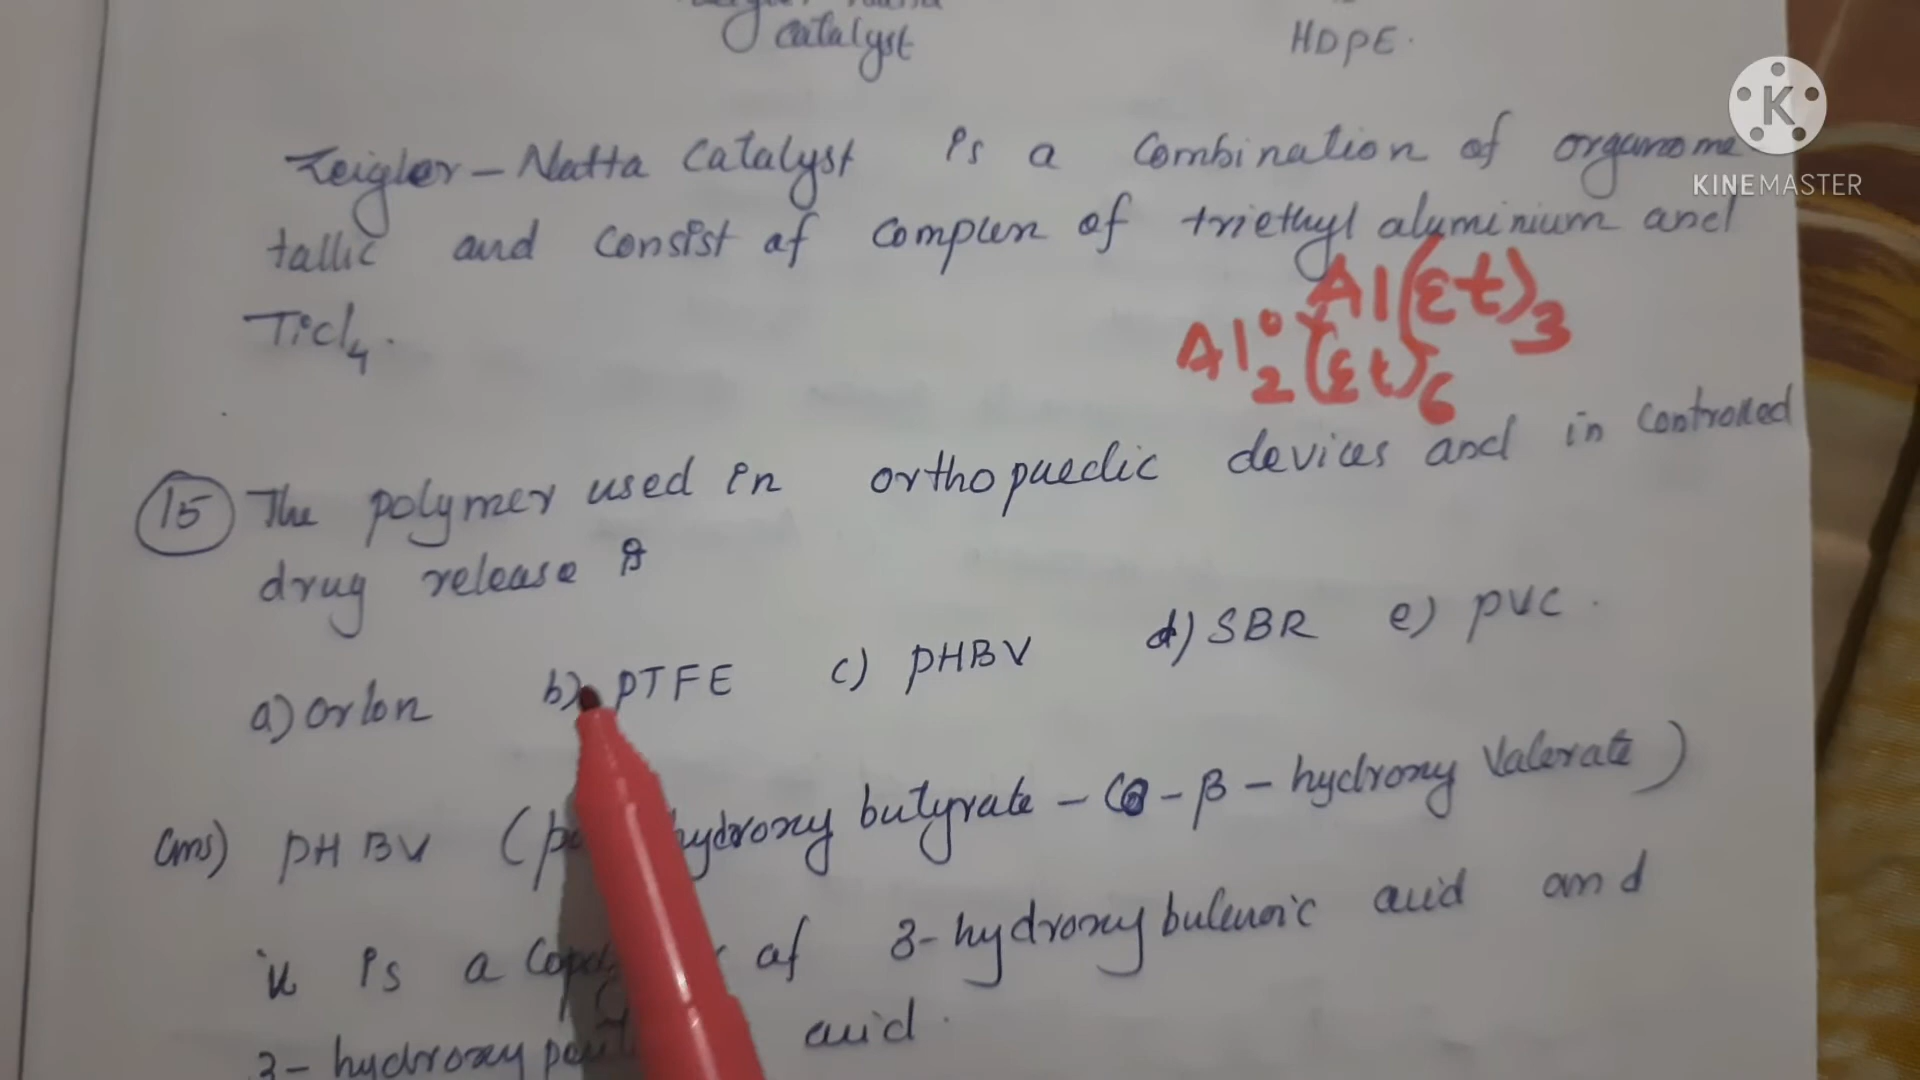 catalyst HDPE.
Zeigler-Natta catalyst is a combination of organome
tallic and consist of complex of triethyl aluminium and
TiCl4.
Al(Et)3
Al2(Et)6
15 The polymer used in orthopaedic devices and in controlled
drug release is
a) orlon b) PTFE c) PHBV d) SBR e) PVC.
Ans) PHBV ( hydroxy butyrate - co - β - hydroxy valerate)
it is a of 3-hydroxybutanoic acid and
3-hydroxy acid.
KINEMASTER